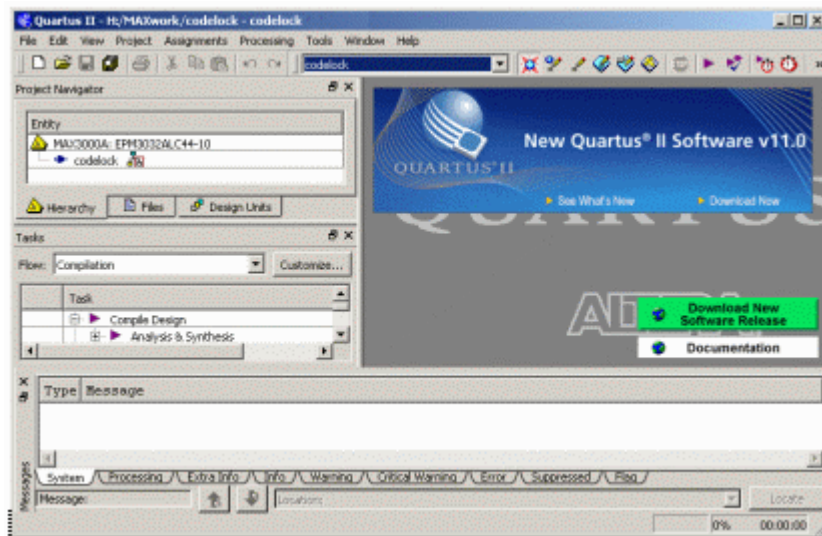 Quartus II - H:/MAXwork/codelock - codelock
File Edit View Project Assignments Processing Tools Window Help
codelock
Project Navigator
Entity
MAX3000A: EPM3032ALC44-10
codelock
Hierarchy Files Design Units
Tasks
Flow: Compilation Customize...
Task
Compile Design
Analysis & Synthesis
QUARTUS II
New Quartus® II Software v11.0
See What's New Download Now
Download New
Software Release
Documentation
Type Message
System Processing Extra Info Info Warning Critical Warning Error Suppressed Flag
Messages
Message: Location: Locate
0% 00:00:00